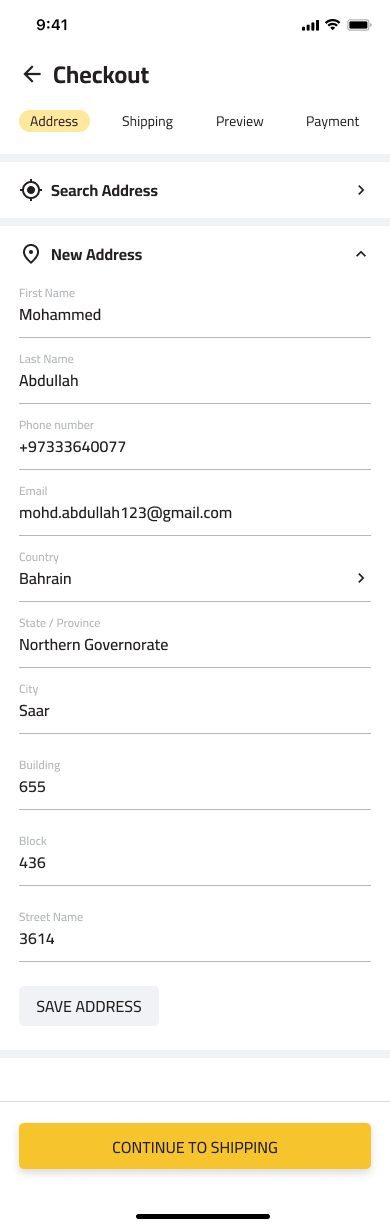 9:41
Checkout
Address Shipping Preview Payment
Search Address
New Address
First Name
Mohammed
Last Name
Abdullah
Phone number
+97333640077
Email
mohd.abdullah123@gmail.com
Country
Bahrain
State / Province
Northern Governorate
City
Saar
Building
655
Block
436
Street Name
3614
SAVE ADDRESS
CONTINUE TO SHIPPING